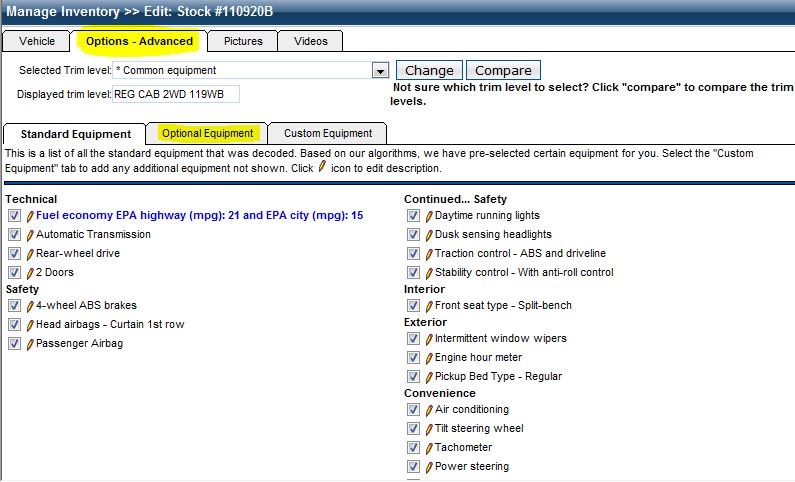 Manage Inventory >> Edit: Stock #110920B
Vehicle
Options - Advanced
Pictures
Videos
Selected Trim level: * Common equipment
Change
Compare
Displayed trim level: REG CAB 2WD 119WB
Not sure which trim level to select? Click "compare" to compare the trim
levels.
Standard Equipment
Optional Equipment
Custom Equipment
This is a list of all the standard equipment that was decoded. Based on our algorithms, we have pre-selected certain equipment for you. Select the "Custom
Equipment" tab to add any additional equipment not shown. Click icon to edit description.
Technical
Fuel economy EPA highway (mpg): 21 and EPA city (mpg): 15
Automatic Transmission
Rear-wheel drive
2 Doors
Safety
4-wheel ABS brakes
Head airbags - Curtain 1st row
Passenger Airbag
Continued... Safety
Daytime running lights
Dusk sensing headlights
Traction control - ABS and driveline
Stability control - With anti-roll control
Interior
Front seat type - Split-bench
Exterior
Intermittent window wipers
Engine hour meter
Pickup Bed Type - Regular
Convenience
Air conditioning
Tilt steering wheel
Tachometer
Power steering